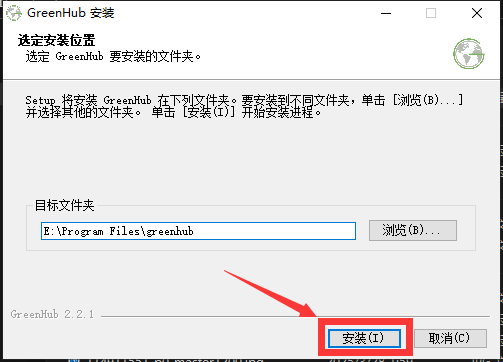 GreenHub 安装
选定安装位置
选定 GreenHub 要安装的文件夹。
Setup 将安装 GreenHub 在下列文件夹。要安装到不同文件夹，单击 [浏览(B)...]
并选择其他的文件夹。 单击 [安装(I)] 开始安装进程。
目标文件夹
E:\Program Files\greenhub
浏览(B)...
GreenHub 2.2.1
安装(I)
取消(C)